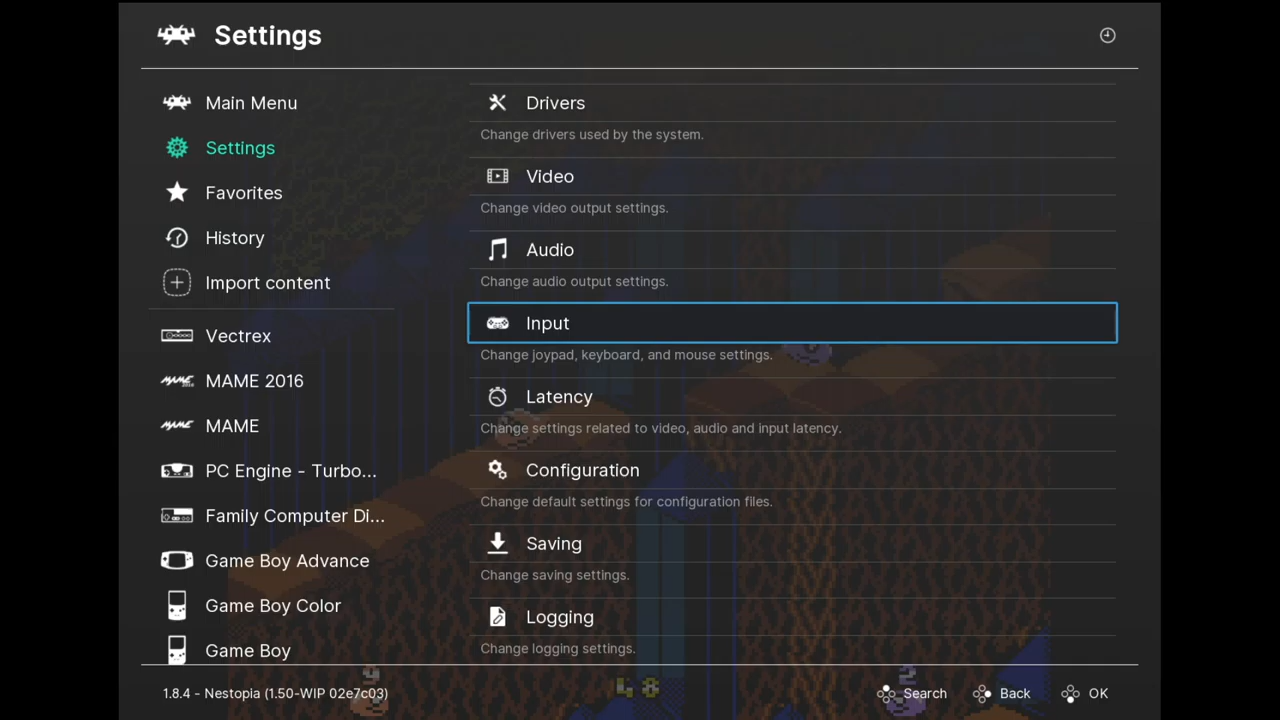 Settings
Main Menu
Settings
Favorites
History
Import content
Vectrex
MAME 2016
MAME
PC Engine - Turbo...
Family Computer Di...
Game Boy Advance
Game Boy Color
Game Boy
Drivers
Change drivers used by the system.
Video
Change video output settings.
Audio
Change audio output settings.
Input
Change joypad, keyboard, and mouse settings.
Latency
Change settings related to video, audio and input latency.
Configuration
Change default settings for configuration files.
Saving
Change saving settings.
Logging
Change logging settings.
4 8
9
2
1.8.4 - Nestopia (1.50-WIP 02e7c03)
Search
Back
OK